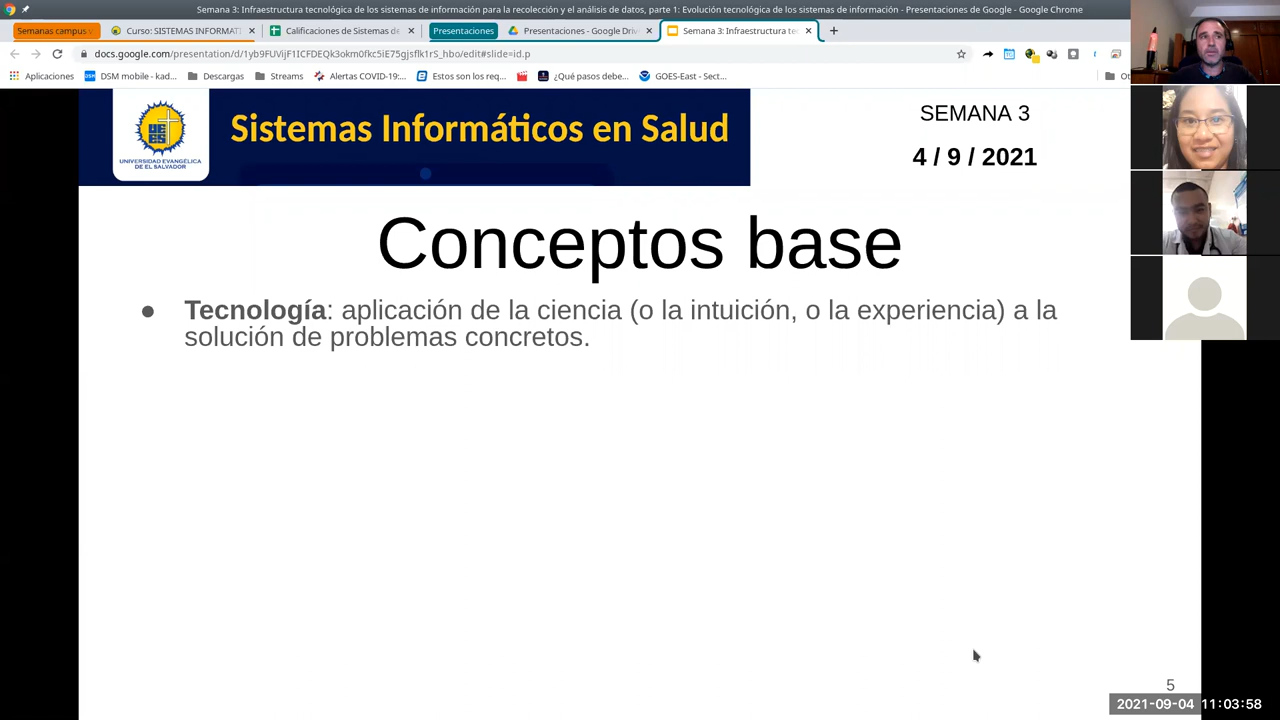 Semana 3: Infraestructura tecnológica de los sistemas de información para la recolección y el análisis de datos, parte 1: Evolución tecnológica de los sistemas de información - Presentaciones de Google - Google Chrome
Semanas campus v
Curso: SISTEMAS INFORMATI
Calificaciones de Sistemas de
Presentaciones
Presentaciones - Google Driv
Semana 3: Infraestructura te
docs.google.com/presentation/d/1yb9FUVijF1ICFDEQk3okm0fkc5iE75gjsflk1rS_hbo/edit#slide=id.p
Aplicaciones
DSM mobile - kad...
Descargas
Streams
Alertas COVID-19:...
Estos son los req...
¿Qué pasos debe...
GOES-East - Sect...
UNIVERSIDAD EVANGÉLICA
DE EL SALVADOR
Sistemas Informáticos en Salud
SEMANA 3
4 / 9 / 2021
Conceptos base
● Tecnología: aplicación de la ciencia (o la intuición, o la experiencia) a la
solución de problemas concretos.
5
2021-09-04 11:03:58